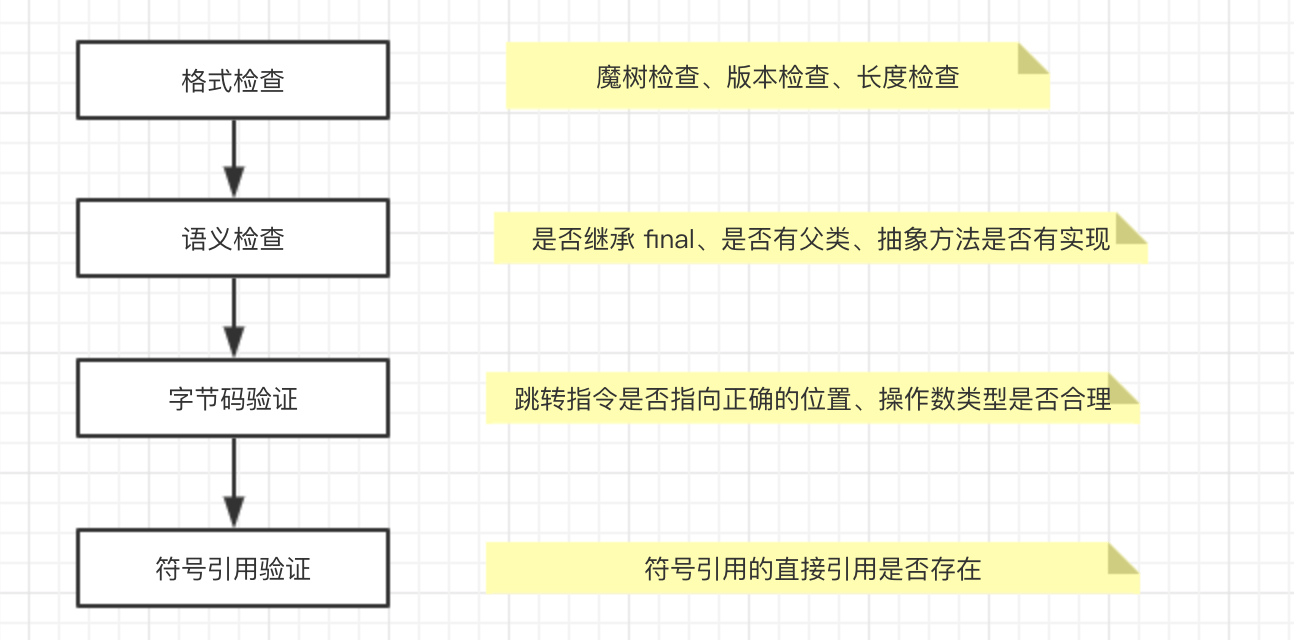 格式检查
魔树检查、版本检查、长度检查
语义检查
是否继承 final、是否有父类、抽象方法是否有实现
字节码验证
跳转指令是否指向正确的位置、操作数类型是否合理
符号引用验证
符号引用的直接引用是否存在